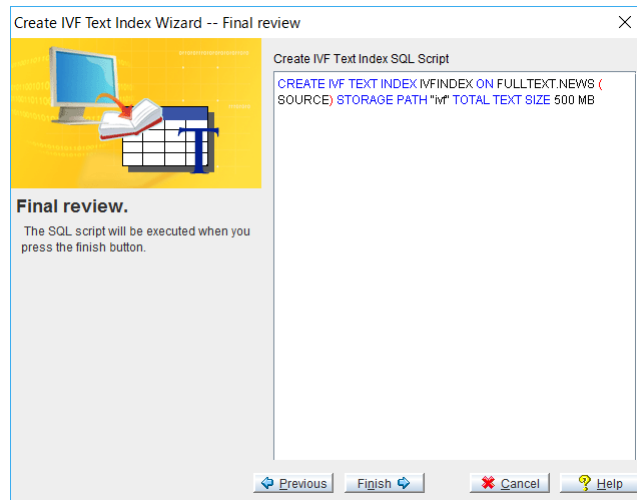 Create IVF Text Index Wizard -- Final review
Create IVF Text Index SQL Script
CREATE IVF TEXT INDEX IVFINDEX ON FULLTEXT.NEWS (
SOURCE) STORAGE PATH "ivf" TOTAL TEXT SIZE 500 MB
Final review.
The SQL script will be executed when you
press the finish button.
Previous
Finish
Cancel
Help